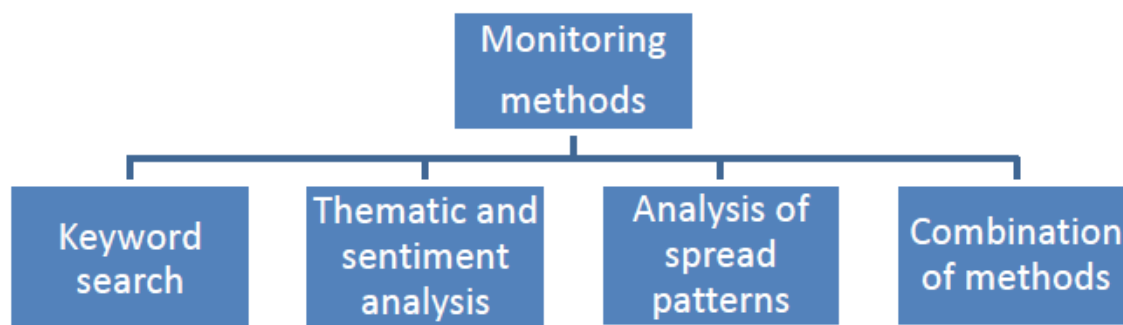 Monitoring
methods
Keyword
search
Thematic and
sentiment
analysis
Analysis of
spread
patterns
Combination
of methods